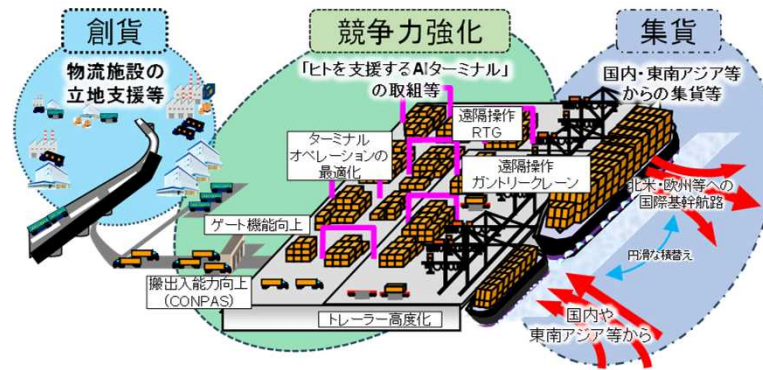 創貨
物流施設の
立地支援等
競争力強化
「ヒトを支援するAIターミナル」
の取組等
集貨
国内・東南アジア等
からの集貨等
ターミナル
オペレーションの
最適化
遠隔操作
RTG
遠隔操作
ガントリークレーン
ゲート機能向上
搬出入能力向上
(CONPAS)
トレーラー高度化
北米・欧州等への
国際基幹航路
円滑な積替え
国内や
東南アジア等から